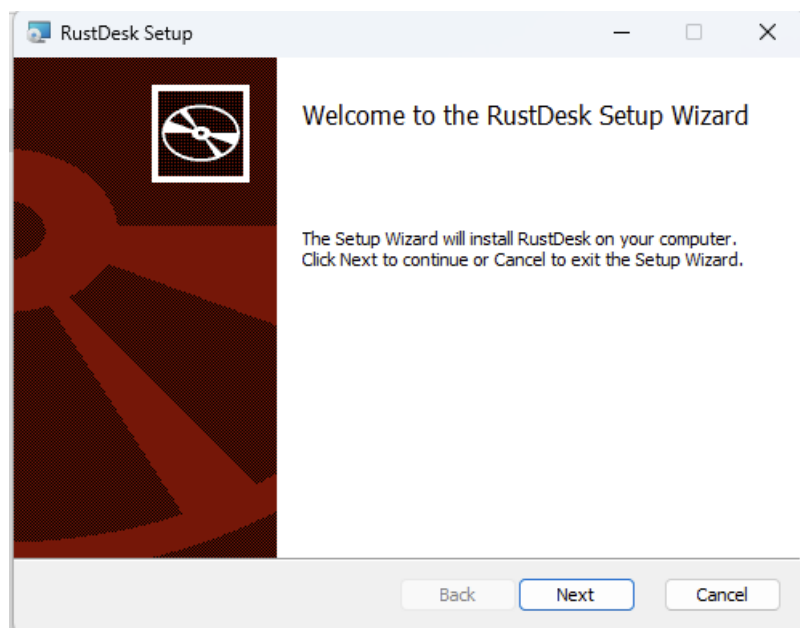 RustDesk Setup
Welcome to the RustDesk Setup Wizard
The Setup Wizard will install RustDesk on your computer.
Click Next to continue or Cancel to exit the Setup Wizard.
Back Next Cancel